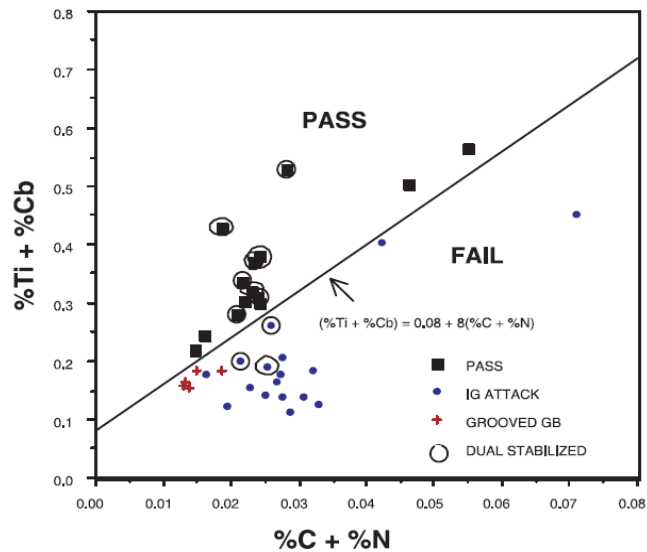 0.8
0.7
0.6
0.5
0.4
0.3
0.2
0.1
0.0
%Ti + %Cb
PASS
FAIL
(%Ti + %Cb) = 0.08 + 8(%C + %N)
PASS
IG ATTACK
GROOVED GB
DUAL STABILIZED
0.00 0.01 0.02 0.03 0.04 0.05 0.06 0.07 0.08
%C + %N